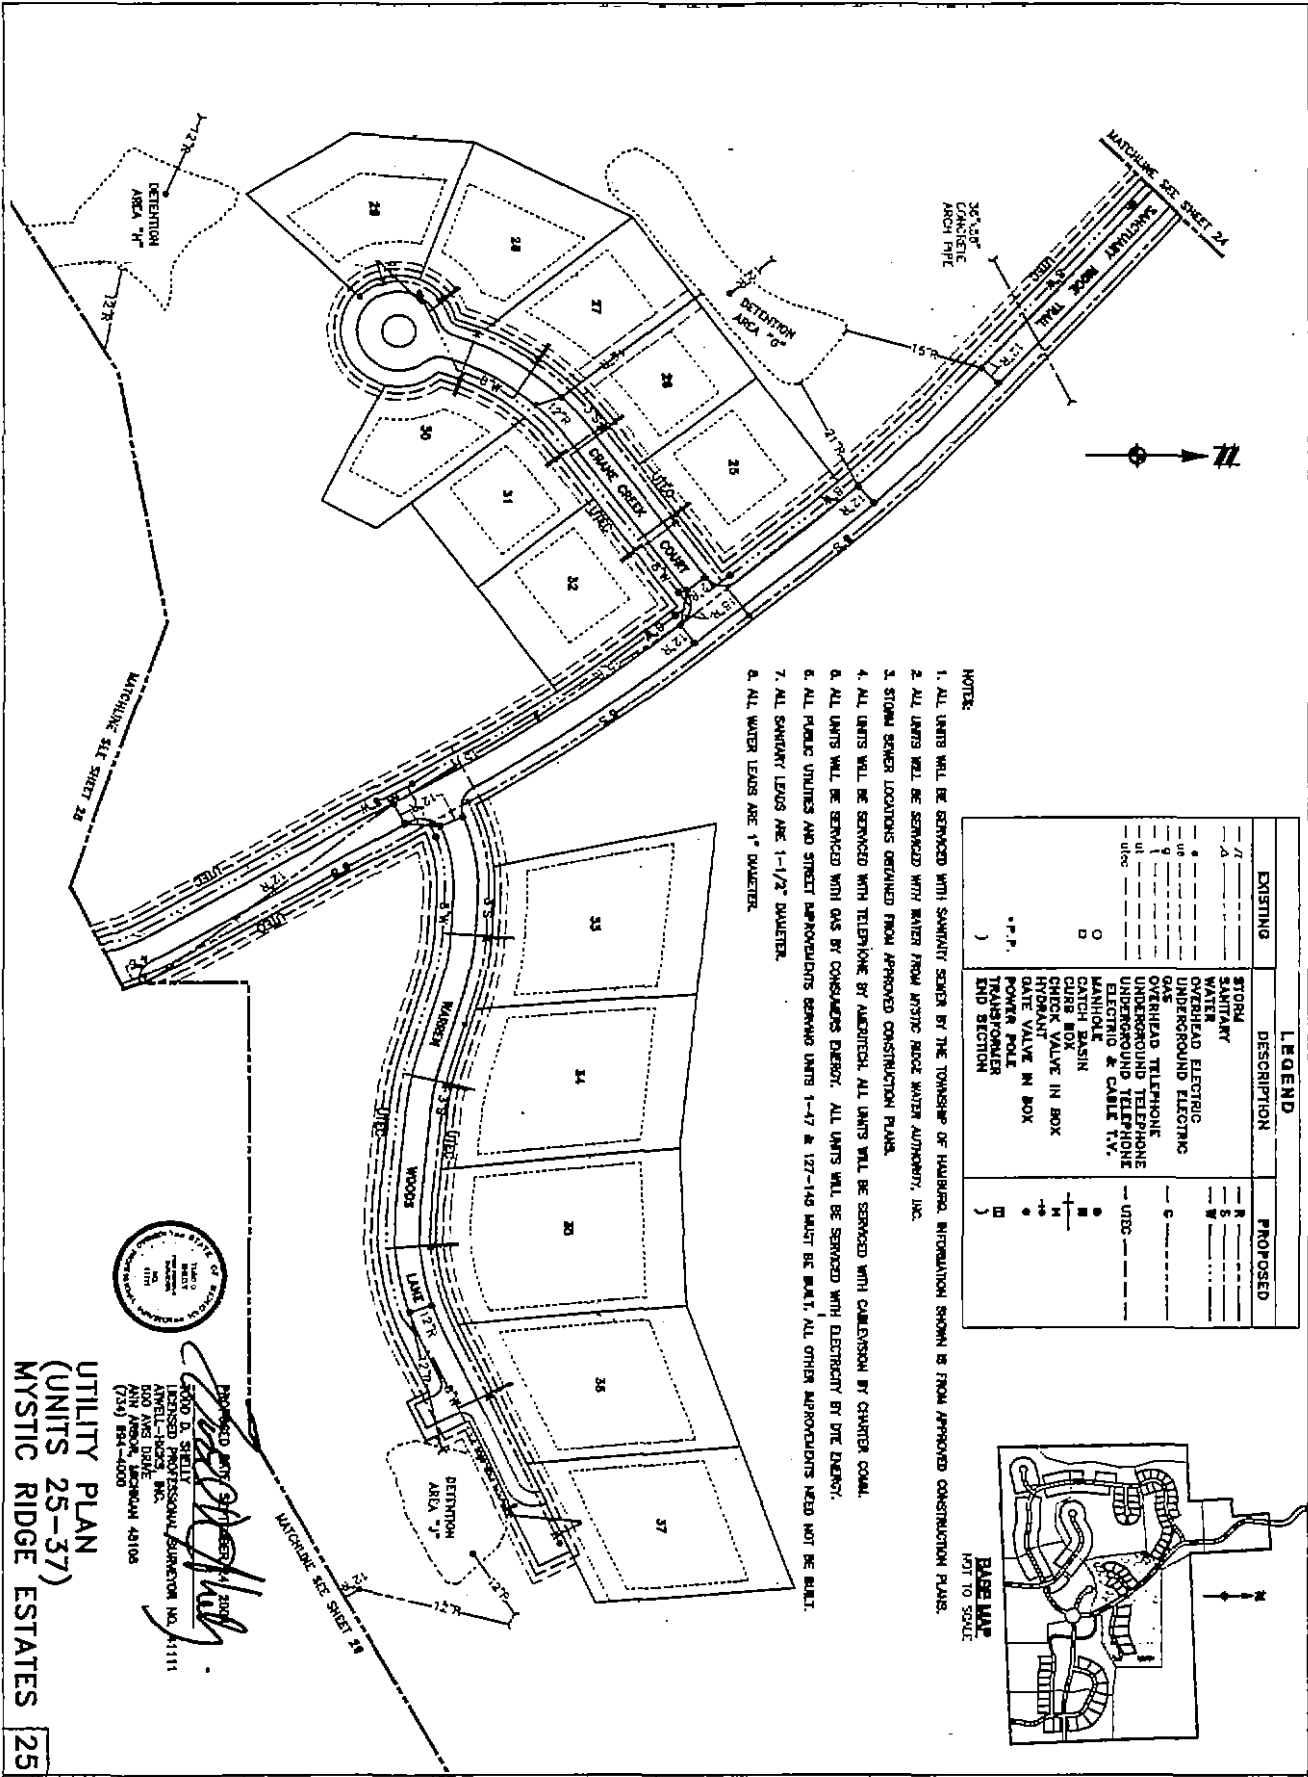 LEGEND
EXISTING DESCRIPTION PROPOSED
STORM
SANITARY
WATER
OVERHEAD ELECTRIC
UNDERGROUND ELECTRIC
GAS
OVERHEAD TELEPHONE
UNDERGROUND TELEPHONE
UNDERGROUND TELEPHONE
ELECTRIC & CABLE T.V.
MANHOLE
CATCH BASIN
CURB BOX
CHECK VALVE IN BOX
HYDRANT
GATE VALVE IN BOX
POWER POLE
TRANSFORMER
END SECTION
R
S
W
G
UTEC
P.P.
BASE MAP
NOT TO SCALE
NOTES:
1. ALL UNITS WILL BE SERVICED WITH SANITARY SEWER BY THE TOWNSHIP OF HAMBURG. INFORMATION SHOWN IS FROM APPROVED CONSTRUCTION PLANS.
2. ALL UNITS WILL BE SERVICED WITH WATER FROM MYSTIC RIDGE WATER AUTHORITY, INC.
3. STORM SEWER LOCATIONS OBTAINED FROM APPROVED CONSTRUCTION PLANS.
4. ALL UNITS WILL BE SERVICED WITH TELEPHONE BY AMERITECH. ALL UNITS WILL BE SERVICED WITH CABLEVISION BY CHARTER COMM.
5. ALL UNITS WILL BE SERVICED WITH GAS BY CONSUMERS ENERGY. ALL UNITS WILL BE SERVICED WITH ELECTRICITY BY DTE ENERGY.
6. ALL PUBLIC UTILITIES AND STREET IMPROVEMENTS SERVING UNITS 1-47 & 127-145 MUST BE BUILT. ALL OTHER IMPROVEMENTS NEED NOT BE BUILT.
7. ALL SANITARY LEADS ARE 1-1/2" DIAMETER.
8. ALL WATER LEADS ARE 1" DIAMETER.
MATCHLINE SEE SHEET 24
SANCTUARY RIDGE TRAIL
CONCRETE
ARCH PIPE
DETENTION
AREA "G"
DETENTION
AREA "H"
25
26
27
28
29
30
31
32
CRANE CREEK COURT
33
34
35
36
37
WARREN WOODS LANE
DETENTION
AREA "J"
MATCHLINE SEE SHEET 28
MATCHLINE SEE SHEET 28
LICENSED PROFESSIONAL SURVEYOR NO. 41111
ATWELL-HICKS, INC.
500 AVIS DRIVE
ANN ARBOR, MICHIGAN 48108
UTILITY PLAN
(UNITS 25-37)
MYSTIC RIDGE ESTATES 25